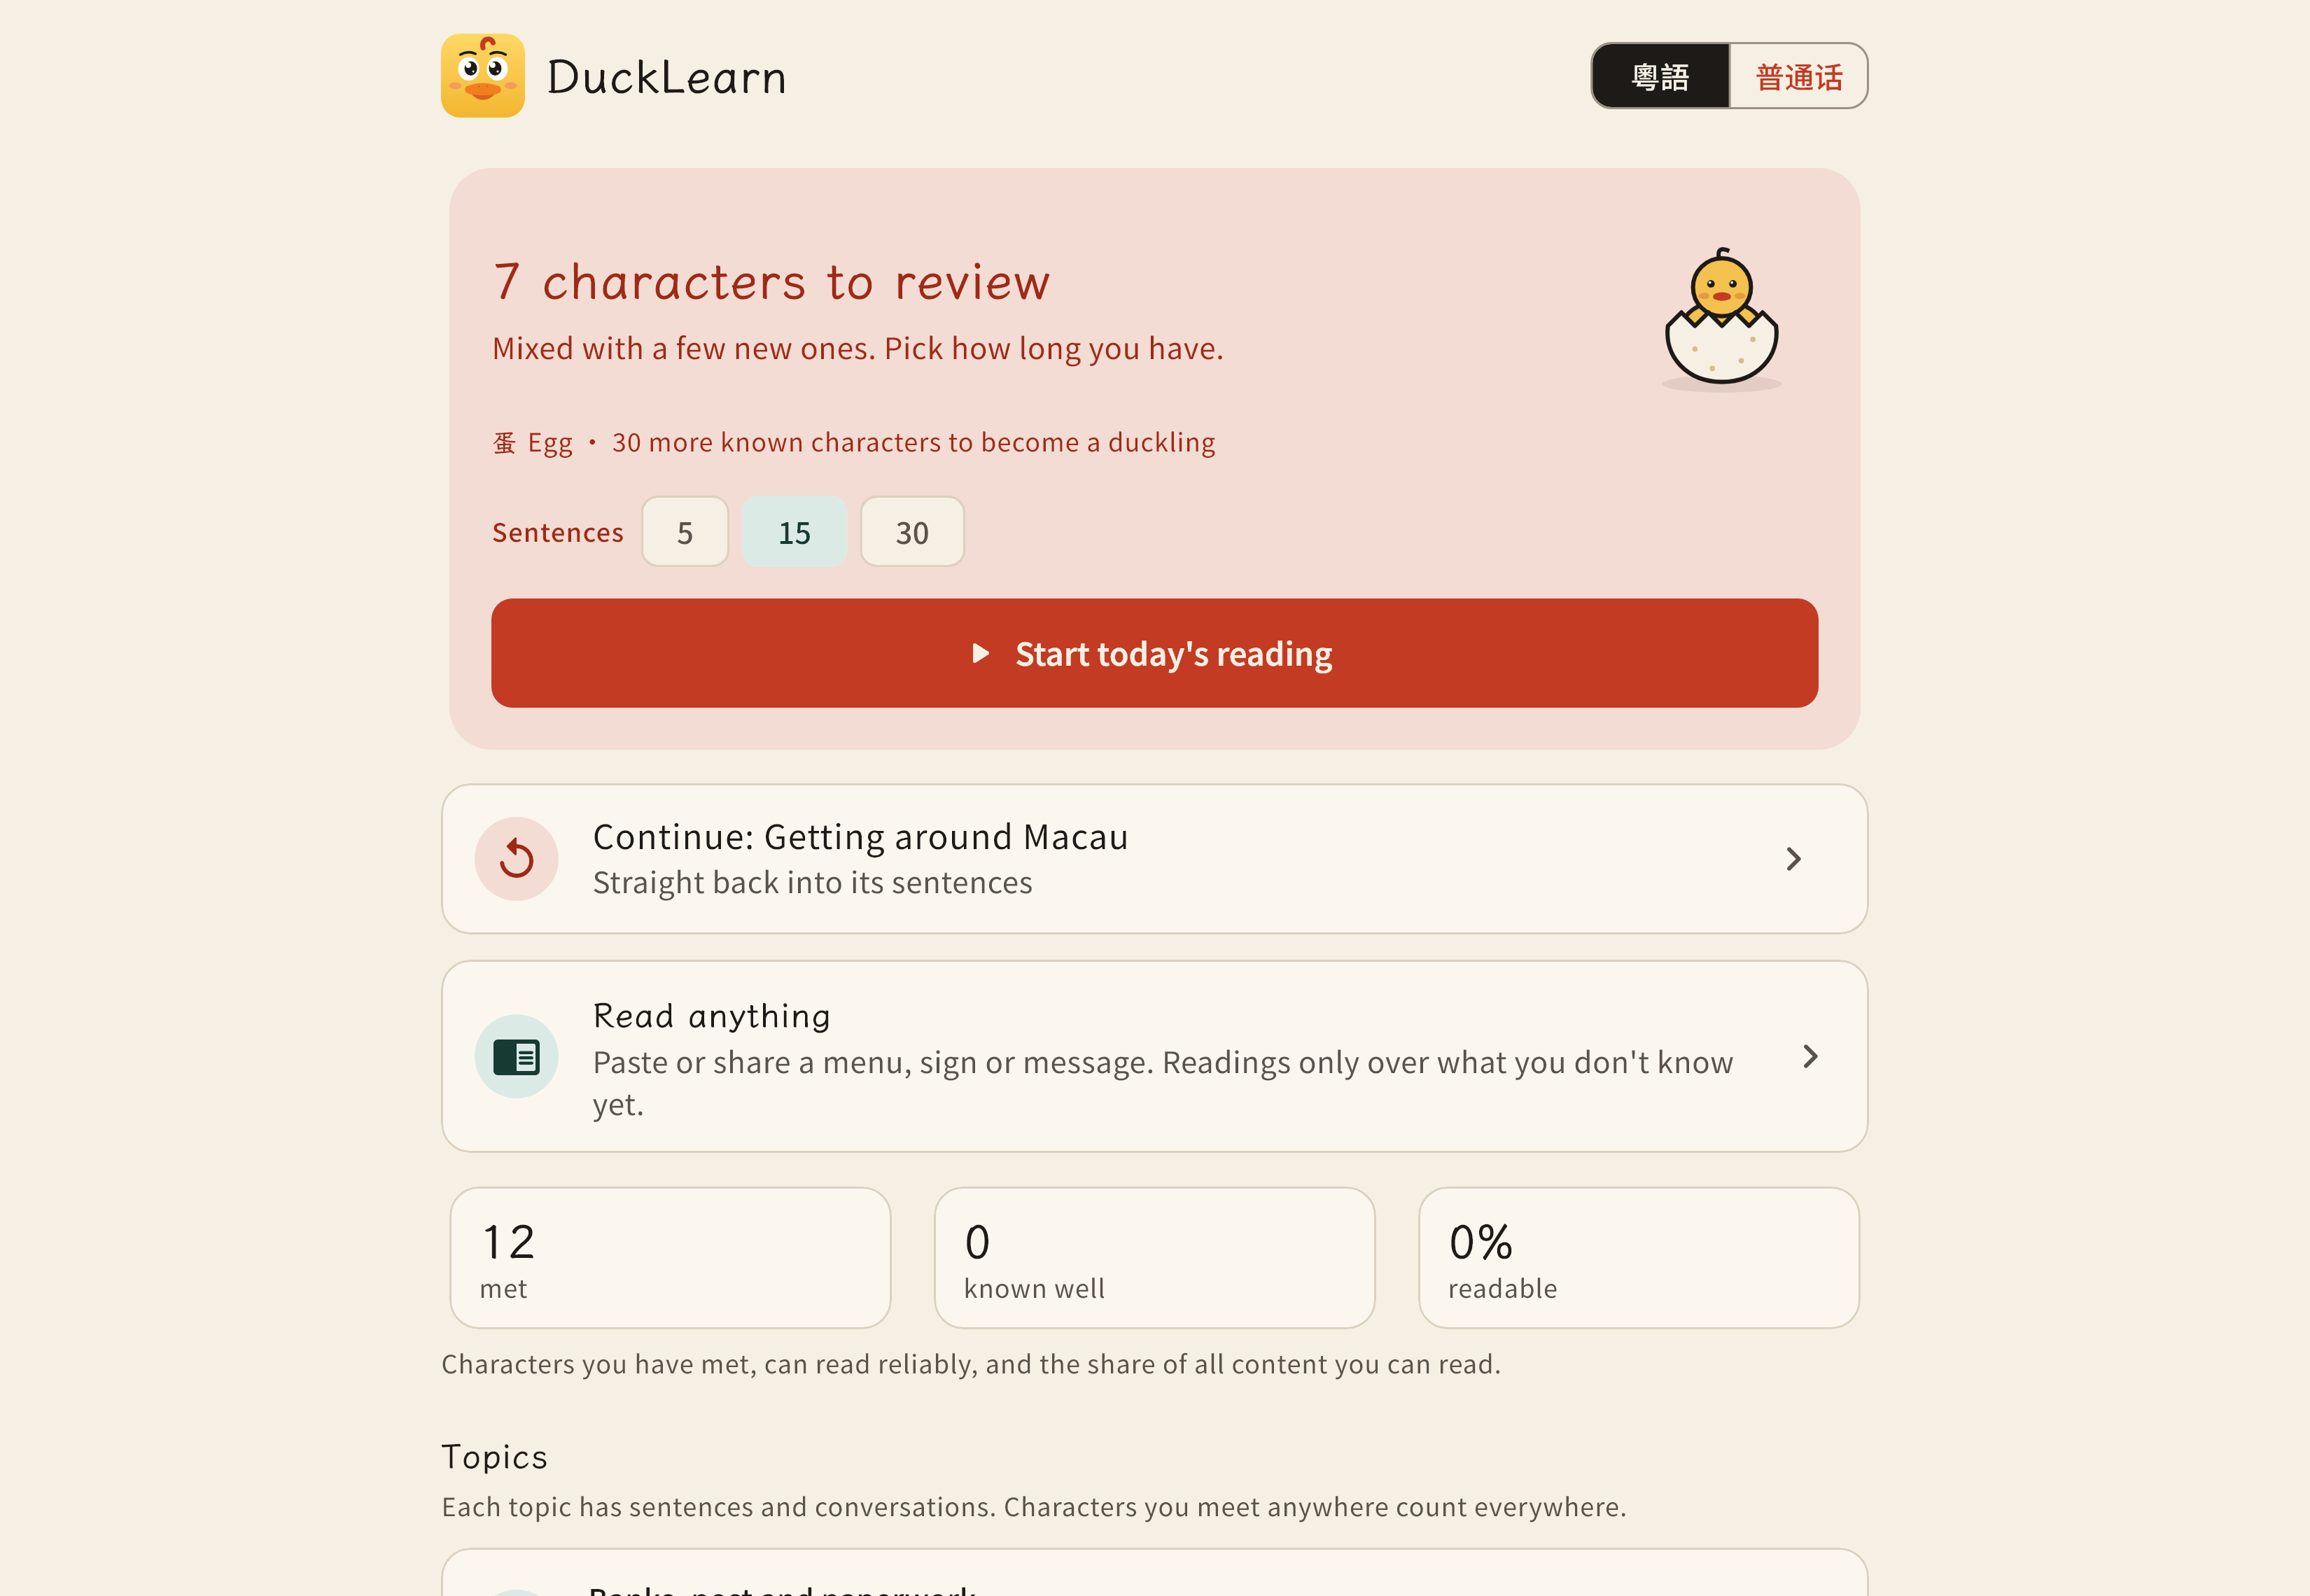 DuckLearn
粵語
普通话
7 characters to review
Mixed with a few new ones. Pick how long you have.
蛋 Egg • 30 more known characters to become a duckling
Sentences 5 15 30
Start today's reading
Continue: Getting around Macau
Straight back into its sentences
Read anything
Paste or share a menu, sign or message. Readings only over what you don't know
yet.
12
met
0
known well
0%
readable
Characters you have met, can read reliably, and the share of all content you can read.
Topics
Each topic has sentences and conversations. Characters you meet anywhere count everywhere.